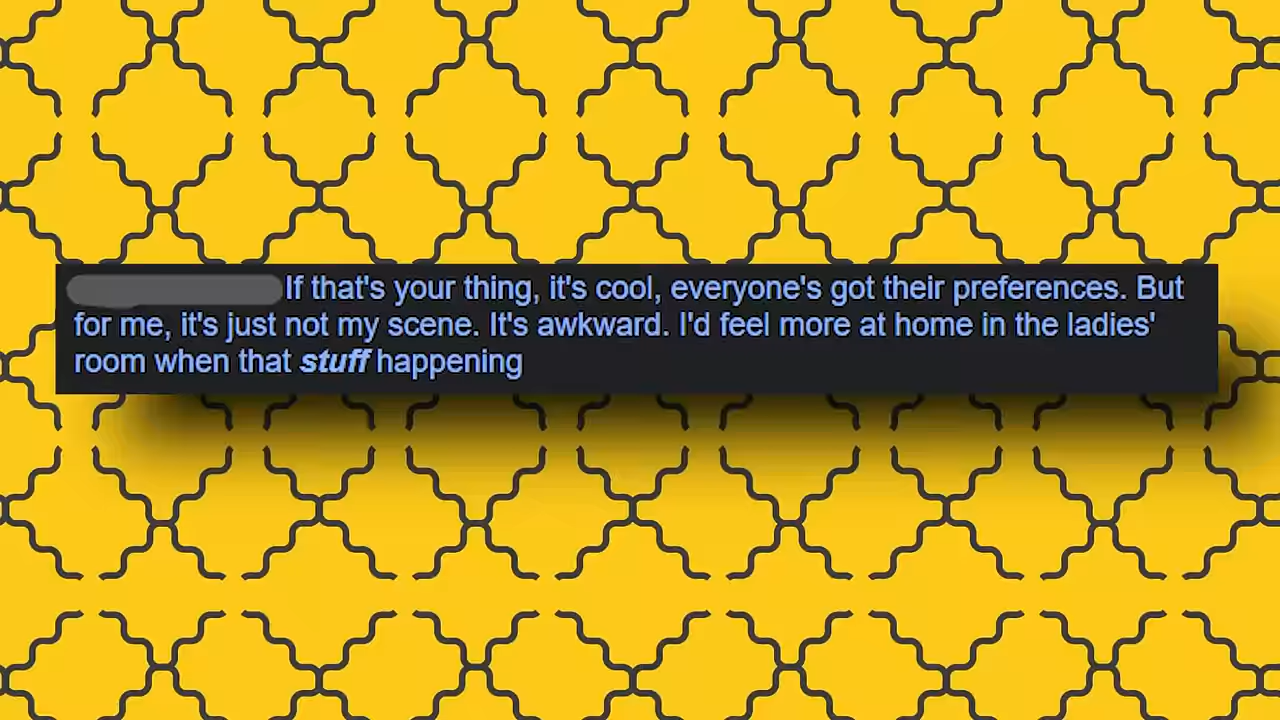 If that's your thing, it's cool, everyone's got their preferences. But
for me, it's just not my scene. It's awkward. I'd feel more at home in the ladies'
room when that stuff happening